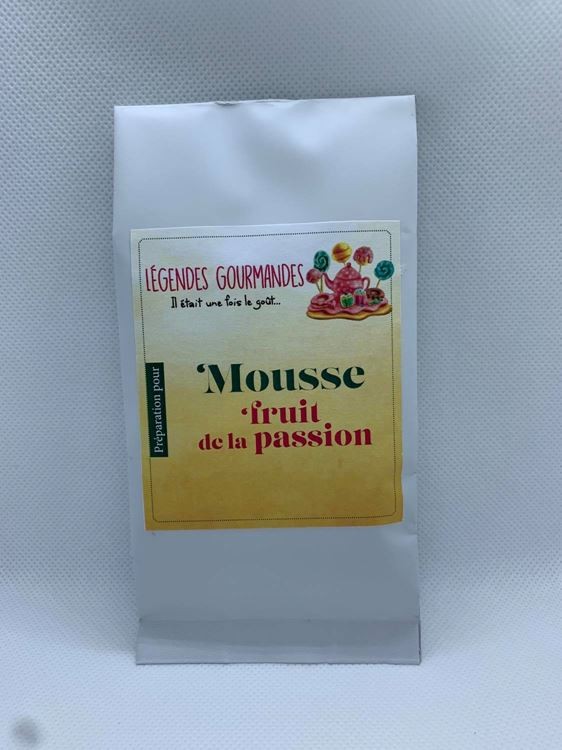 LÉGENDES GOURMANDES
Il était une fois le goût...
Préparation pour
Mousse
fruit
de la passion